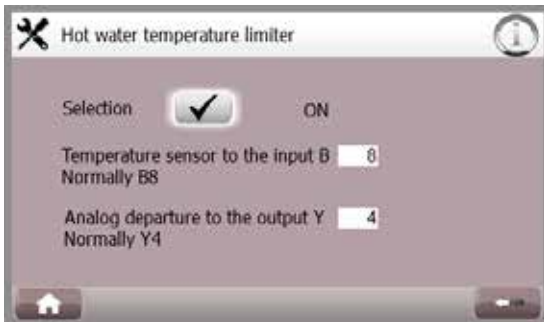 Hot water temperature limiter
Selection ON
Temperature sensor to the input B 8
Normally B8
Analog departure to the output Y 4
Normally Y4